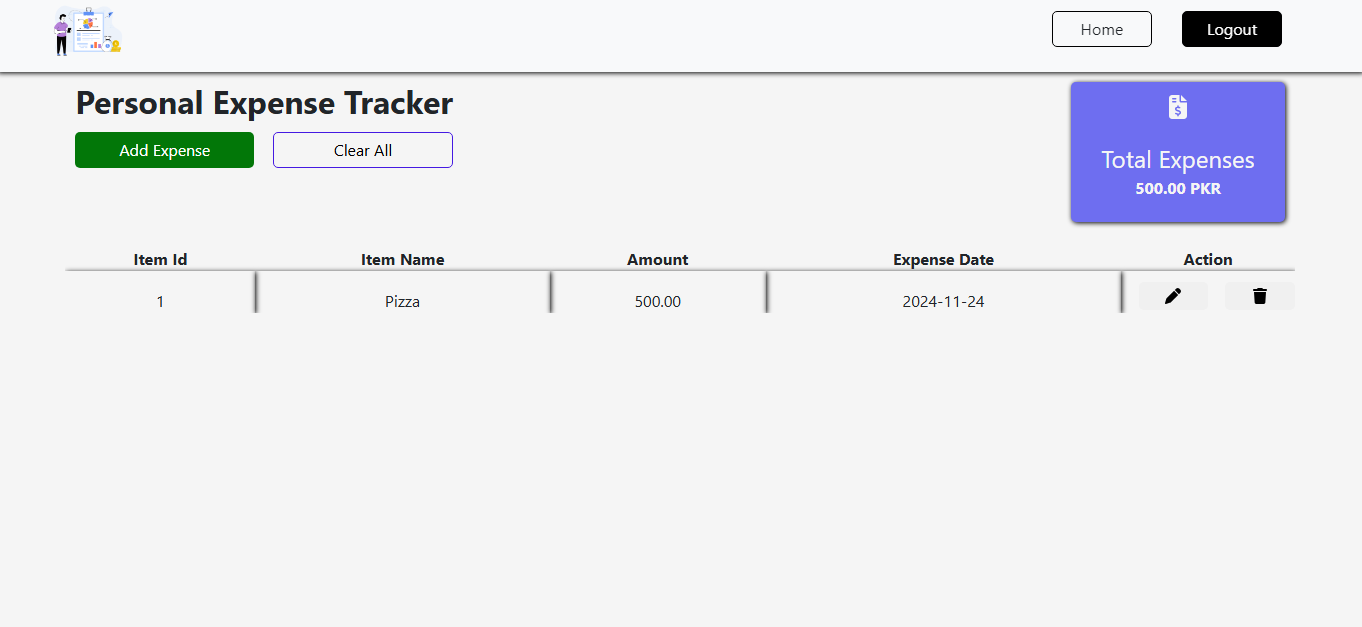 Home
Logout
Personal Expense Tracker
Add Expense
Clear All
Total Expenses
500.00 PKR
Item Id Item Name Amount Expense Date Action
1 Pizza 500.00 2024-11-24